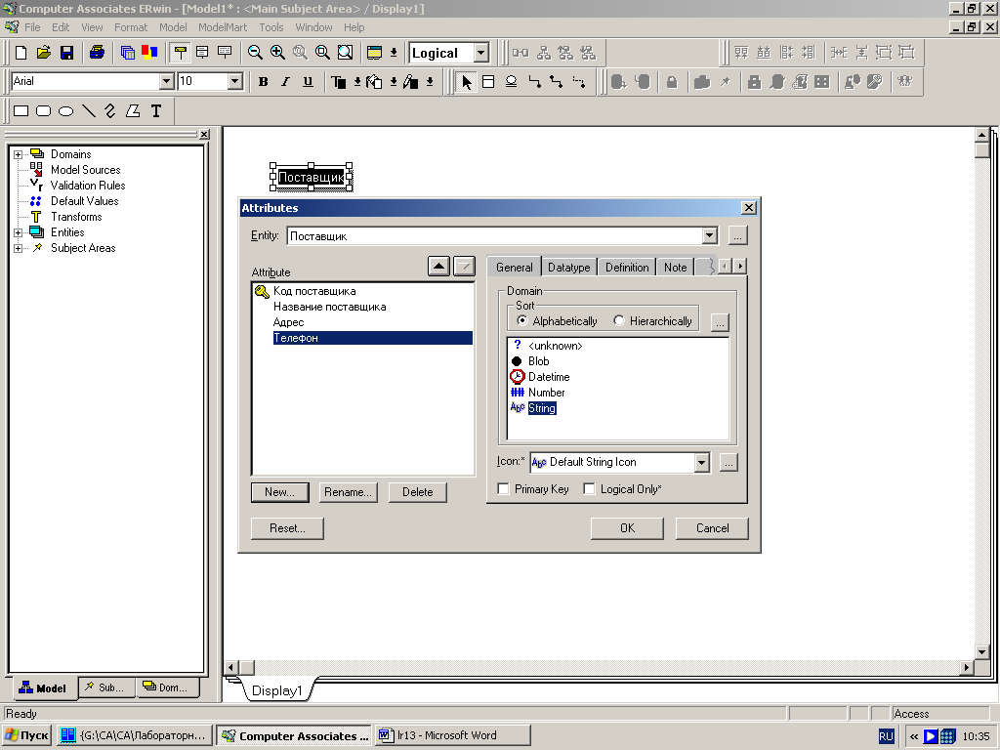 Computer Associates ERwin - [Model1* : <Main Subject Area> / Display1]
File Edit View Format Model ModelMart Tools Window Help
Logical
Arial 10 B I U
T
Domains
Model Sources
Validation Rules
Default Values
Transforms
Entities
Subject Areas
Поставщик
Attributes
Entity: Поставщик ...
Attribute
Код поставщика
Название поставщика
Адрес
Телефон
New... Rename... Delete
General Datatype Definition Note
Domain
Sort
Alphabetically Hierarchically ...
? <unknown>
Blob
Datetime
Number
Abc String
Icon:* Abc Default String Icon ...
Primary Key Logical Only*
Reset... OK Cancel
Model Sub... Dom...
Display1
Ready Access
Пуск {G:\CA\CA\Лабораторн... Computer Associates ... lr13 - Microsoft Word RU « 10:35